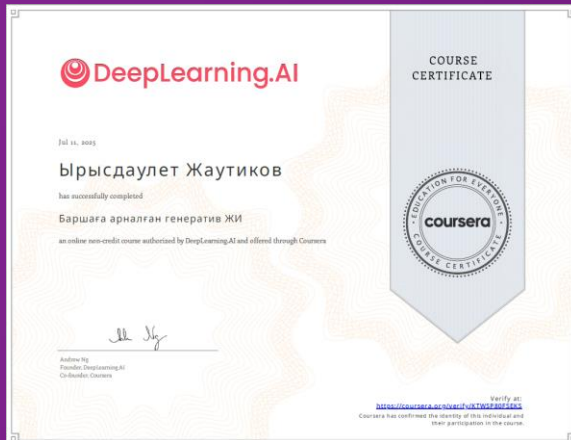 DeepLearning.AI
COURSE
CERTIFICATE
Jul 11, 2025
Ырысдаулет Жаутиков
has successfully completed
Баршаға арналған генератив ЖИ
an online non-credit course authorized by DeepLearning.AI and offered through Coursera
EDUCATION FOR EVERYONE
coursera
COURSE CERTIFICATE
Andrew Ng
Founder, DeepLearning.AI
Co-founder, Coursera
Verify at:
Coursera has confirmed the identity of this individual and
their participation in the course.